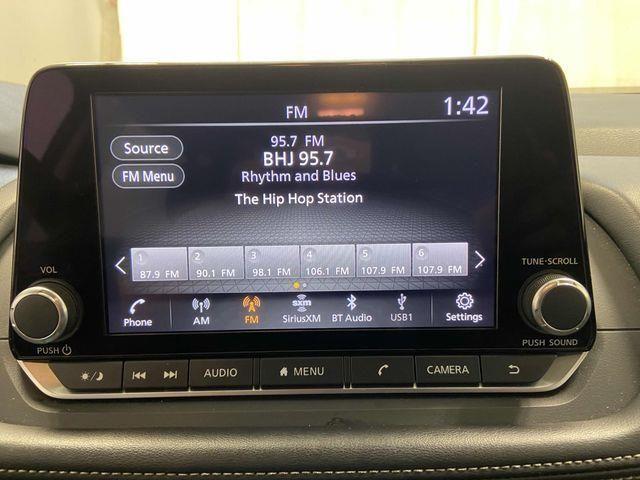 FM
1:42
Source
FM Menu
95.7 FM
BHJ 95.7
Rhythm and Blues
The Hip Hop Station
1 2 3 4 5 6
87.9 FM 90.1 FM 98.1 FM 106.1 FM 107.9 FM 107.9 FM
Phone AM FM sxm SiriusXM BT Audio USB1 Settings
VOL
PUSH
TUNE·SCROLL
PUSH SOUND
AUDIO MENU CAMERA